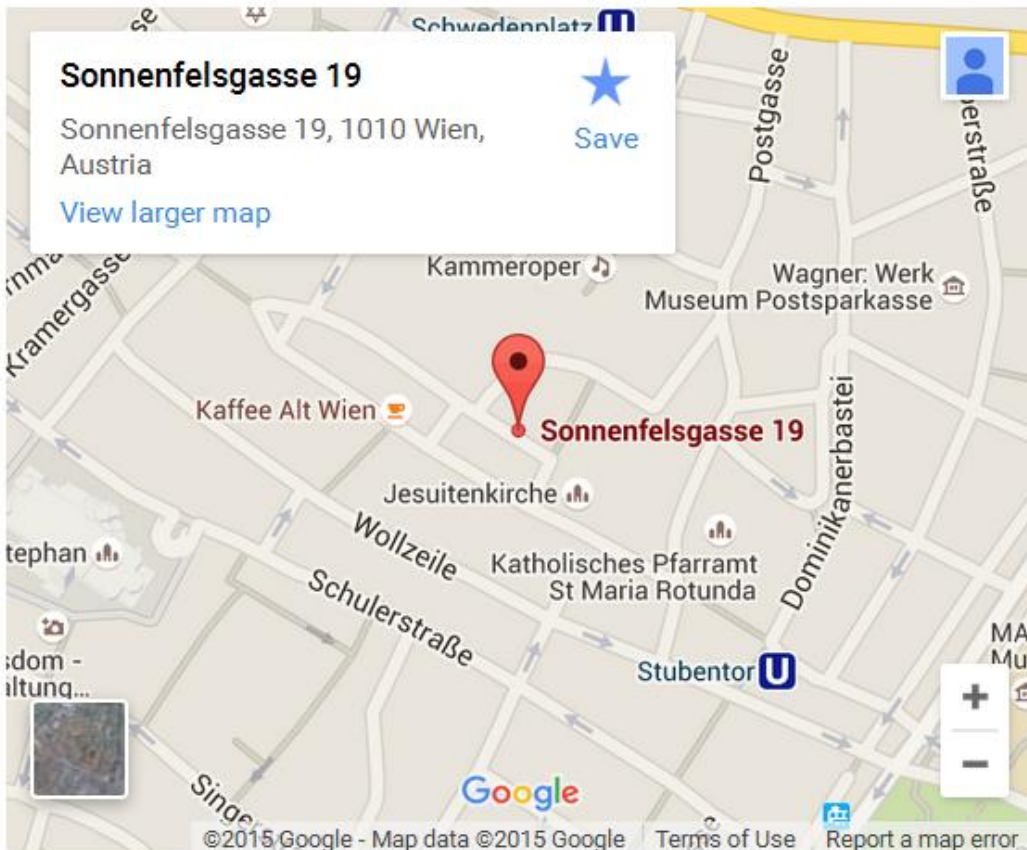 Schwedenplatz U
Sonnenfelsgasse 19
Sonnenfelsgasse 19, 1010 Wien,
Austria
Save
View larger map
Postgasse
Kramergasse
Kammeroper
Wagner: Werk
Museum Postsparkasse
Kaffee Alt Wien
Sonnenfelsgasse 19
Jesuitenkirche
Dominikanerbastei
Wollzeile
Katholisches Pfarramt
St Maria Rotunda
Schulerstraße
Stubentor U
+
−
Google
©2015 Google - Map data ©2015 Google
Terms of Use
Report a map error